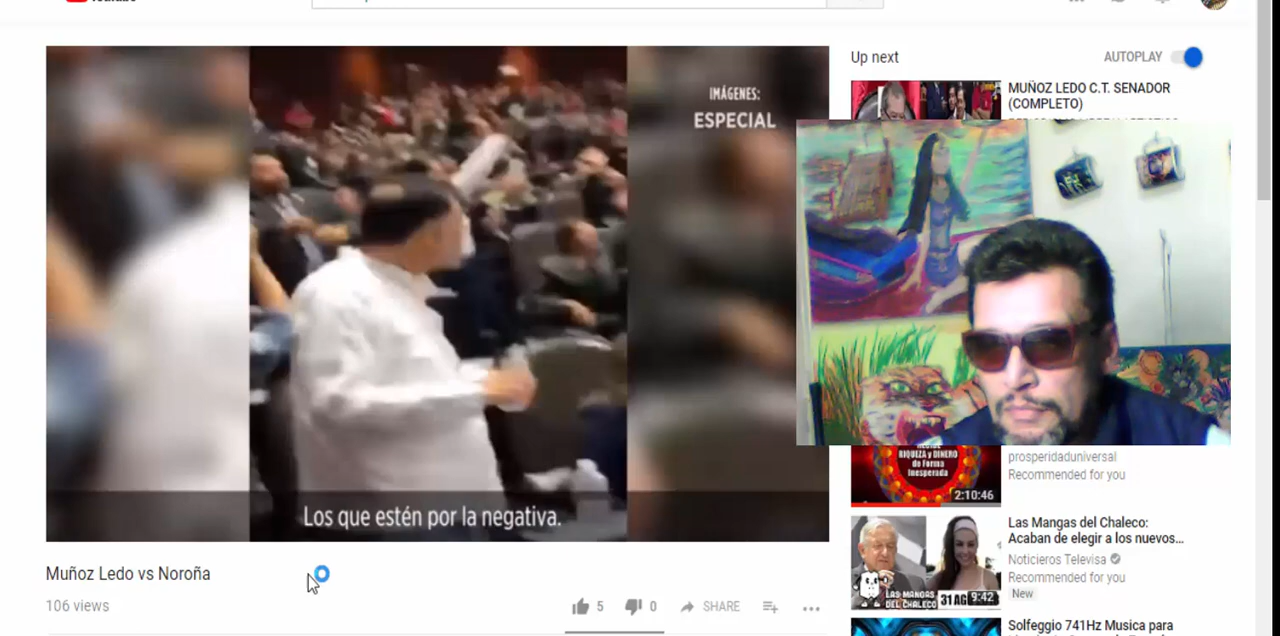 IMÁGENES:
ESPECIAL
Los que estén por la negativa.
Muñoz Ledo vs Noroña
106 views
5
0
SHARE
Up next
AUTOPLAY
MUÑOZ LEDO C.T. SENADOR
(COMPLETO)
RIQUEZA y DINERO
de Forma
Inesperada
2:10:46
prosperidaduniversal
Recommended for you
LAS MANGAS
DEL CHALECO
31 AG
9:42
Las Mangas del Chaleco:
Acaban de elegir a los nuevos...
Noticieros Televisa
Recommended for you
New
Solfeggio 741Hz Musica para